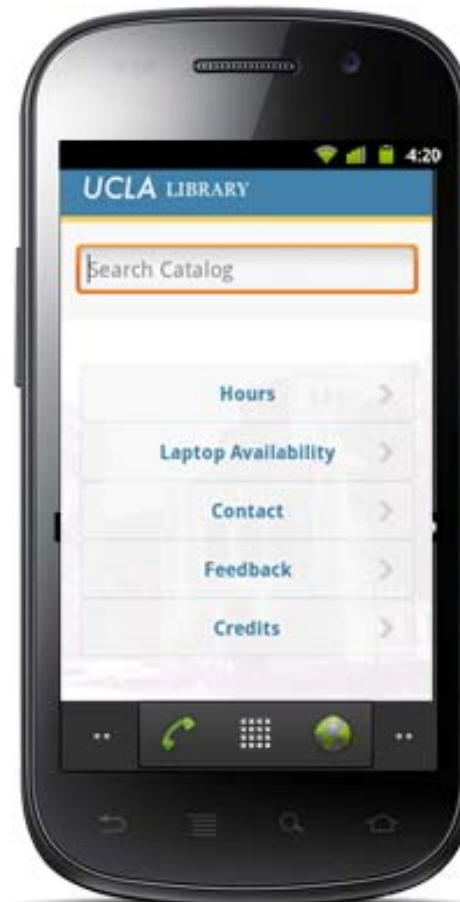 4:20
UCLA LIBRARY
Search Catalog
Hours
Laptop Availability
Contact
Feedback
Credits